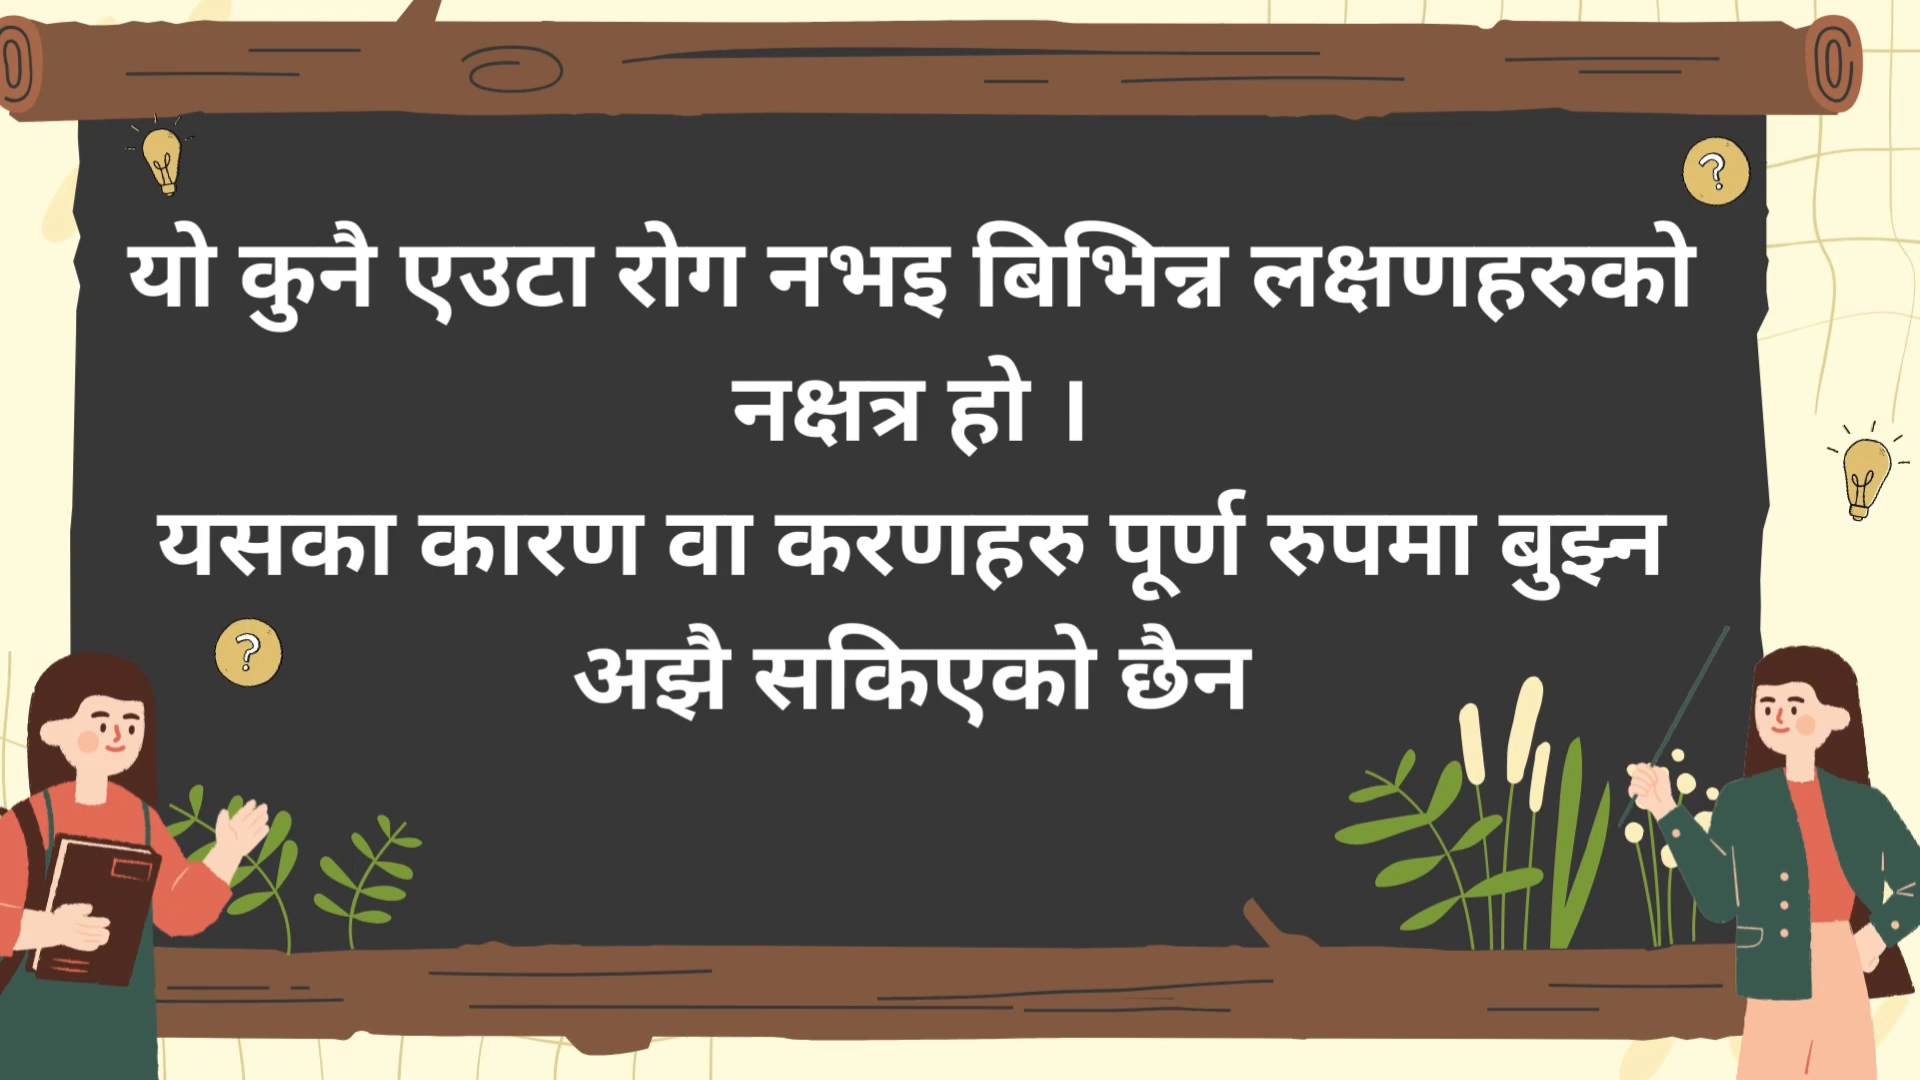 यो कुनै एउटा रोग नभइ बिभिन्न लक्षणहरुको
नक्षत्र हो ।
यसका कारण वा करणहरु पूर्ण रुपमा बुझ्न
अझै सकिएको छैन